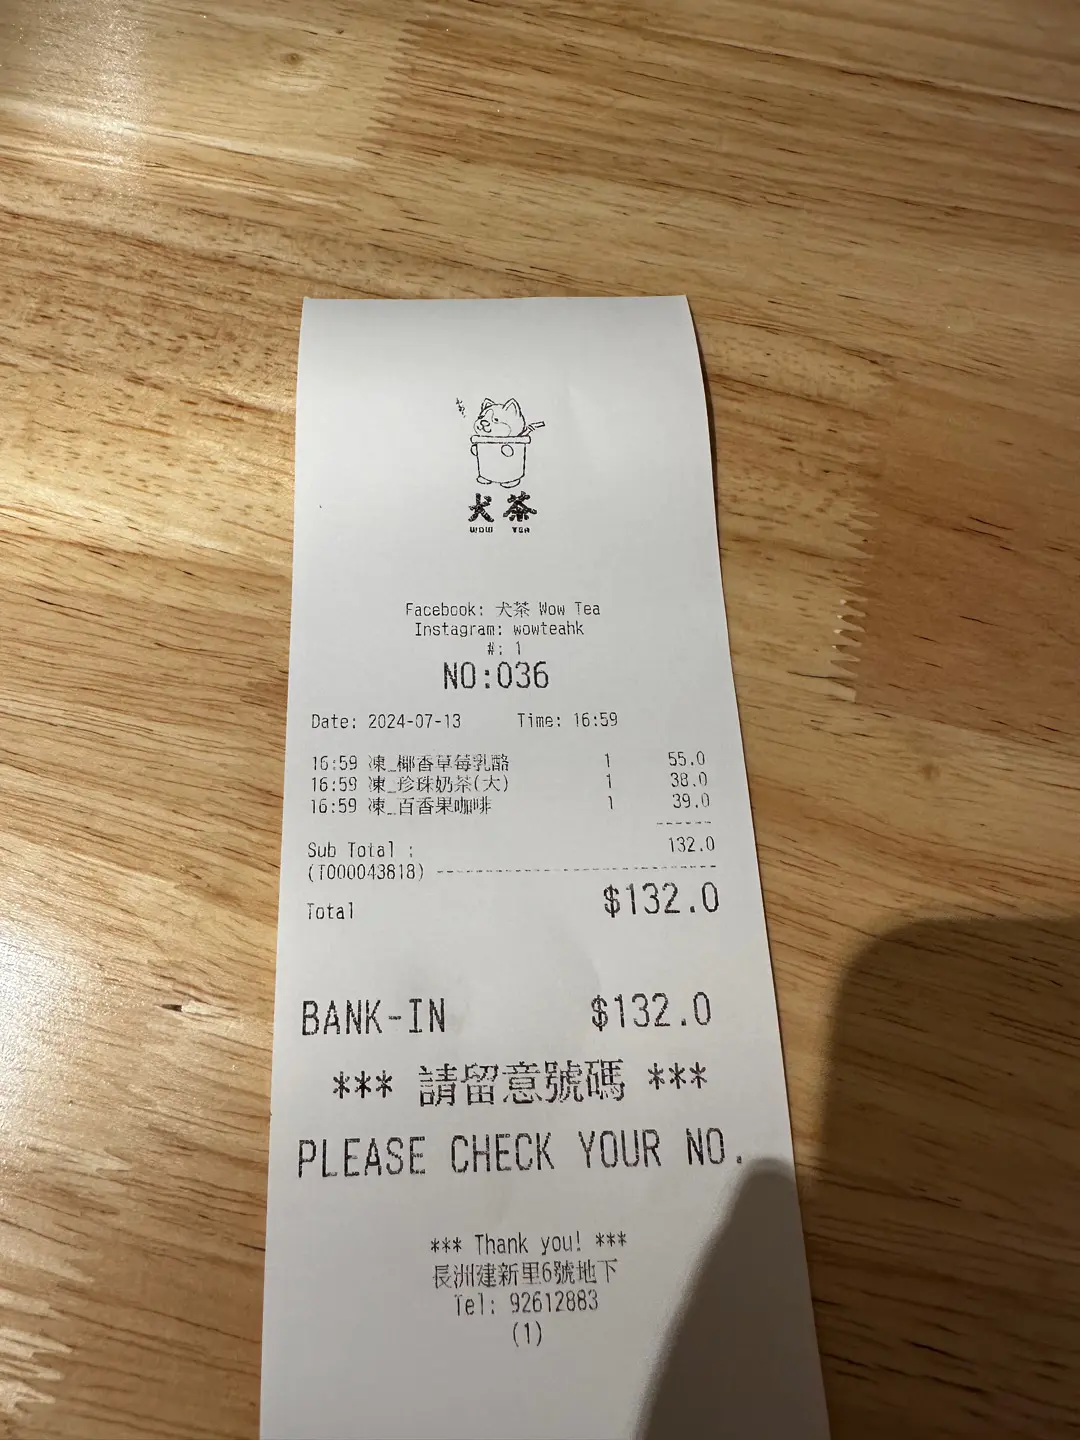 犬茶
WOW TEA
Facebook: 犬茶 Wow Tea
Instagram: wowteahk
#: 1
NO:036
Date: 2024-07-13 Time: 16:59
16:59 凍_椰香草莓乳酪 1 55.0
16:59 凍_珍珠奶茶(大) 1 38.0
16:59 凍_百香果咖啡 1 39.0
Sub Total : 132.0
(T000043818)
Total $132.0
BANK-IN $132.0
*** 請留意號碼 ***
PLEASE CHECK YOUR NO.
*** Thank you! ***
長洲建新里6號地下
Tel: 92612883
(1)